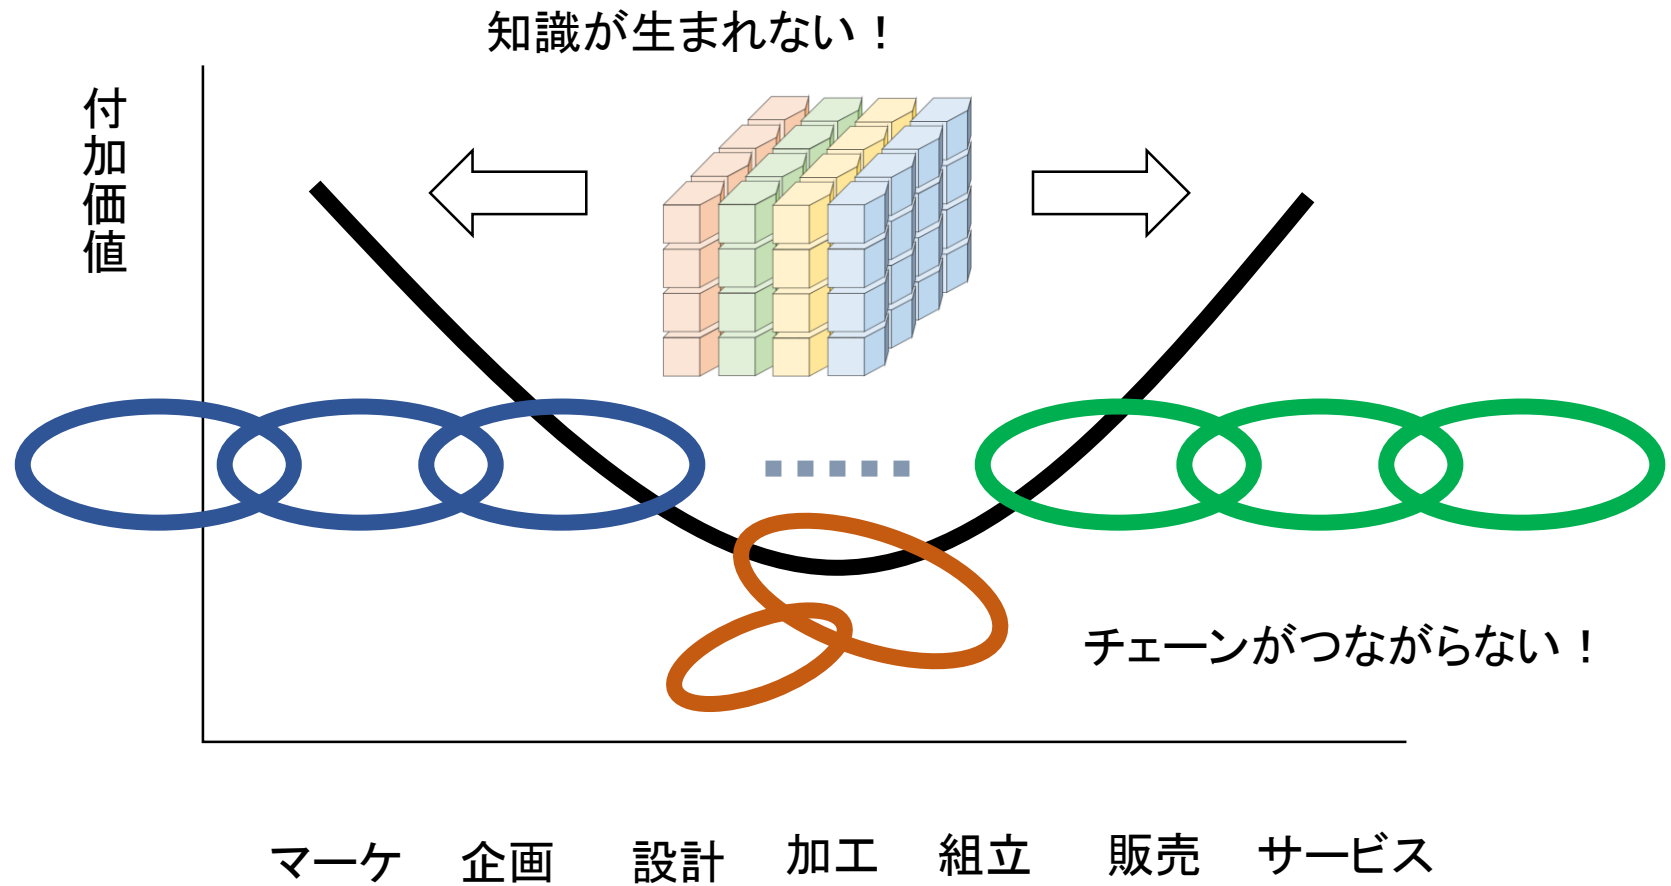 知識が生まれない！
付加価値
チェーンがつながらない！
マーケ 企画 設計 加工 組立 販売 サービス